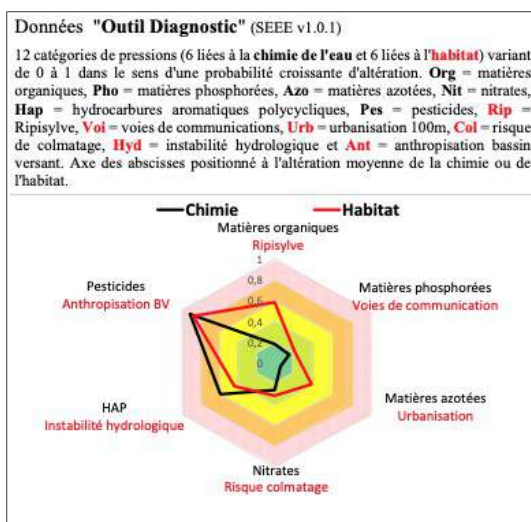 Données "Outil Diagnostic" (SEEE v1.0.1)
12 catégories de pressions (6 liées à la chimie de l'eau et 6 liées à l'habitat) variant
de 0 à 1 dans le sens d'une probabilité croissante d'altération. Org = matières
organiques, Pho = matières phosphorées, Azo = matières azotées, Nit = nitrates,
Hap = hydrocarbures aromatiques polycycliques, Pes = pesticides, Rip =
Ripisylve, Voi = voies de communications, Urb = urbanisation 100m, Col = risque
de colmatage, Hyd = instabilité hydrologique et Ant = anthropisation bassin
versant. Axe des abscisses positionné à l'altération moyenne de la chimie ou de
l'habitat.
Chimie Habitat
Matières organiques
Ripisylve
1
Pesticides
Anthropisation BV
0,8
Matières phosphorées
Voies de communication
0,6
0,4
0,2
0
HAP
Instabilité hydrologique
Matières azotées
Urbanisation
Nitrates
Risque colmatage